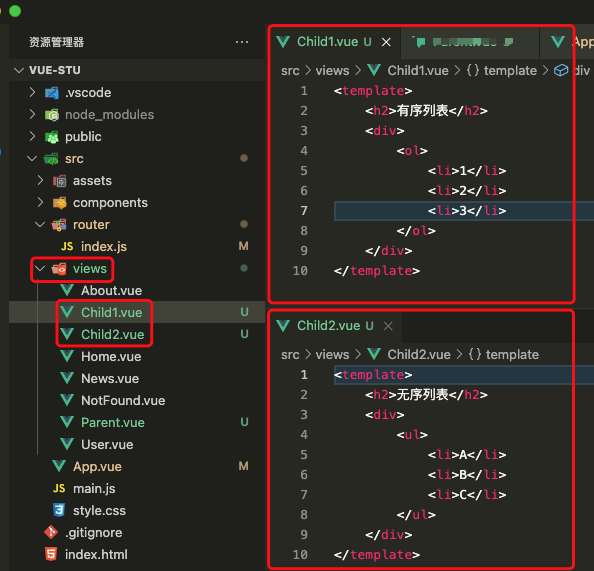 资源管理器
VUE-STU
.vscode
node_modules
public
src
assets
components
router
JS index.js M
views
About.vue
Child1.vue U
Child2.vue U
Home.vue
News.vue
NotFound.vue
Parent.vue U
User.vue
App.vue M
JS main.js
style.css
.gitignore
index.html
Child1.vue U App
src > views > Child1.vue > {} template > div
1 <template>
2 <h2>有序列表</h2>
3 <div>
4 <ol>
5 <li>1</li>
6 <li>2</li>
7 <li>3</li>
8 </ol>
9 </div>
10 </template>
Child2.vue U
src > views > Child2.vue > {} template
1 <template>
2 <h2>无序列表</h2>
3 <div>
4 <ul>
5 <li>A</li>
6 <li>B</li>
7 <li>C</li>
8 </ul>
9 </div>
10 </template>